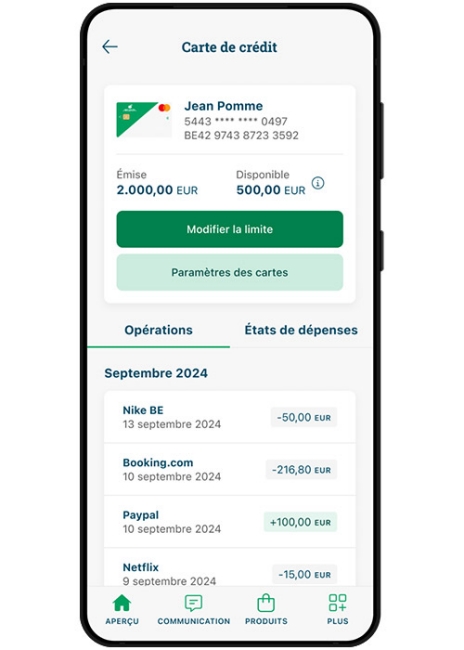 Carte de crédit
Jean Pomme
5443 **** **** 0497
BE42 9743 8723 3592
Émise
Disponible
2.000,00 EUR
500,00 EUR
Modifier la limite
Paramètres des cartes
Opérations
États de dépenses
Septembre 2024
Nike BE
13 septembre 2024
-50,00 EUR
Booking.com
10 septembre 2024
-216,80 EUR
Paypal
10 septembre 2024
+100,00 EUR
Netflix
9 septembre 2024
-15,00 EUR
APERÇU
COMMUNICATION
PRODUITS
PLUS